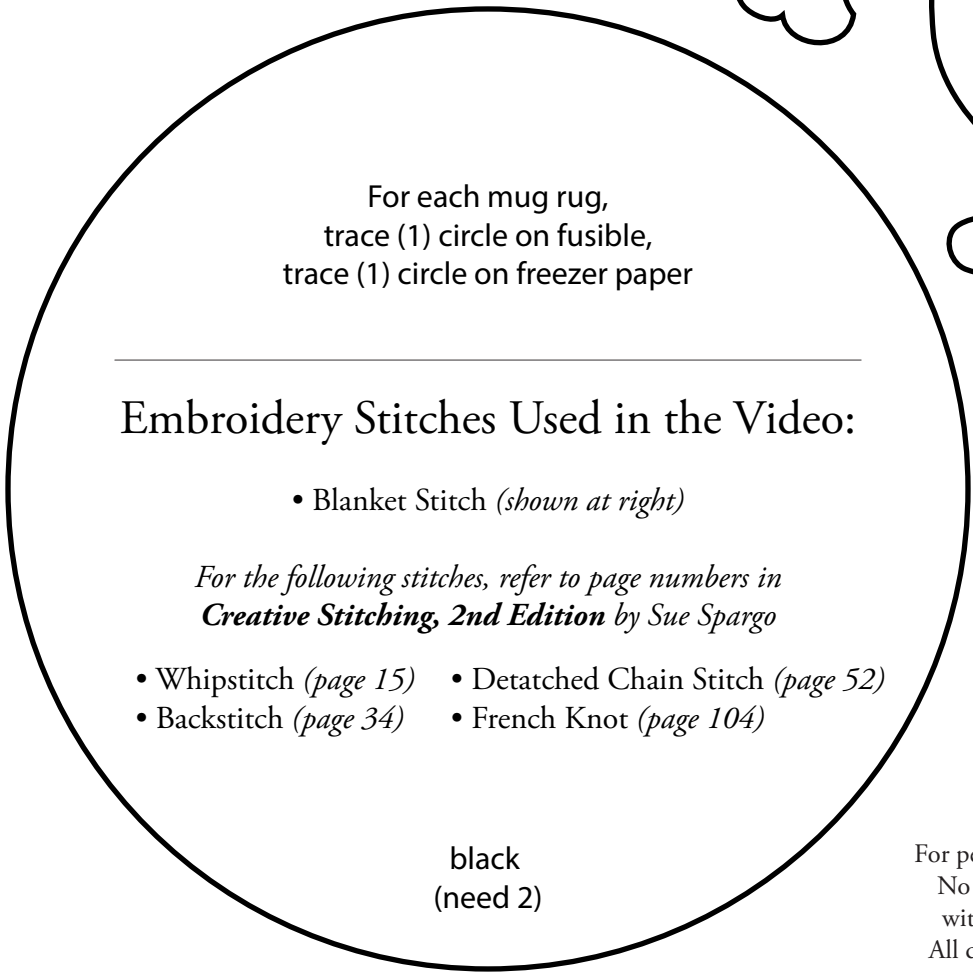 For each mug rug,
trace (1) circle on fusible,
trace (1) circle on freezer paper
Embroidery Stitches Used in the Video:
• Blanket Stitch (shown at right)
For the following stitches, refer to page numbers in
Creative Stitching, 2nd Edition by Sue Spargo
• Whipstitch (page 15) • Detatched Chain Stitch (page 52)
• Backstitch (page 34) • French Knot (page 104)
black
(need 2)
For
No
All